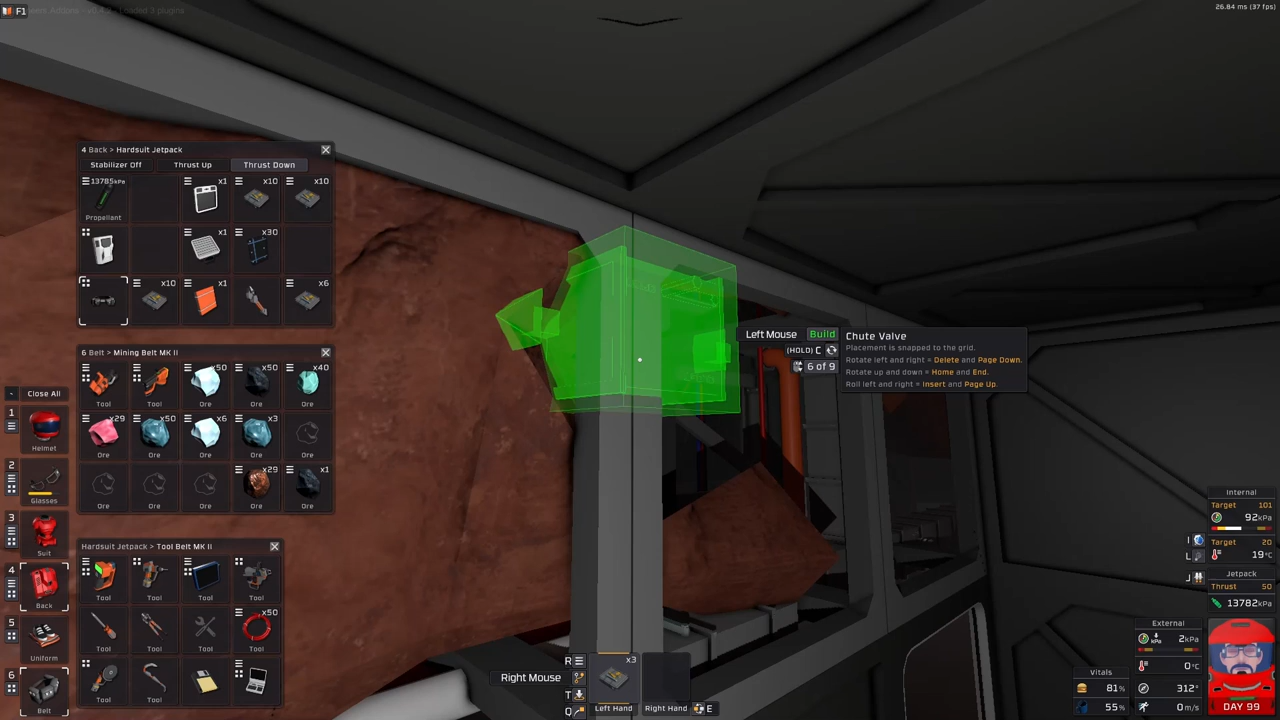 F1
Addons - v0.4.9 - Loaded 3 plugins
26.84 ms (37 fps)
4 Back > Hardsuit Jetpack
Stabilizer Off
Thrust Up
Thrust Down
13785kPa
x1
x10
x10
Propellant
x1
x30
x10
x1
x6
6 Belt > Mining Belt MK II
x50
x50
x40
Tool
Tool
Ore
Ore
Ore
x29
x50
x6
x3
Ore
Ore
Ore
Ore
Ore
x29
x1
Ore
Ore
Ore
Ore
Ore
Hardsuit Jetpack > Tool Belt MK II
Tool
Tool
Tool
Tool
x50
Tool
Tool
Tool
Tool
Tool
Tool
Tool
Tool
- Close All
1
Helmet
2
Glasses
3
Suit
4
Back
5
Uniform
6
Belt
Left Mouse Build
(HOLD) C
6 of 9
Chute Valve
Placement is snapped to the grid.
Rotate left and right = Delete and Page Down.
Rotate up and down = Home and End.
Roll left and right = Insert and Page Up.
R
x3
Right Mouse
T
Q
Left Hand
Right Hand
E
Internal
Target 101
92kPa
Target 20
I
L
19°C
Jetpack
J
Thrust 50
13782kPa
External
2kPa
0°C
Vitals
81%
312°
55%
0m/s
DAY 99